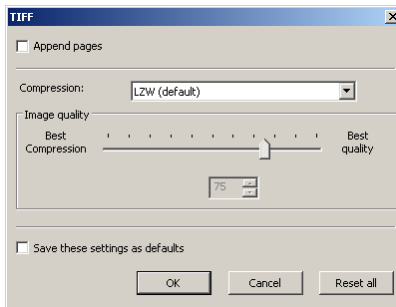 TIFF
Append pages
Compression:
LZW (default)
Image quality
Best Compression
Best quality
75
Save these settings as defaults
OK
Cancel
Reset all